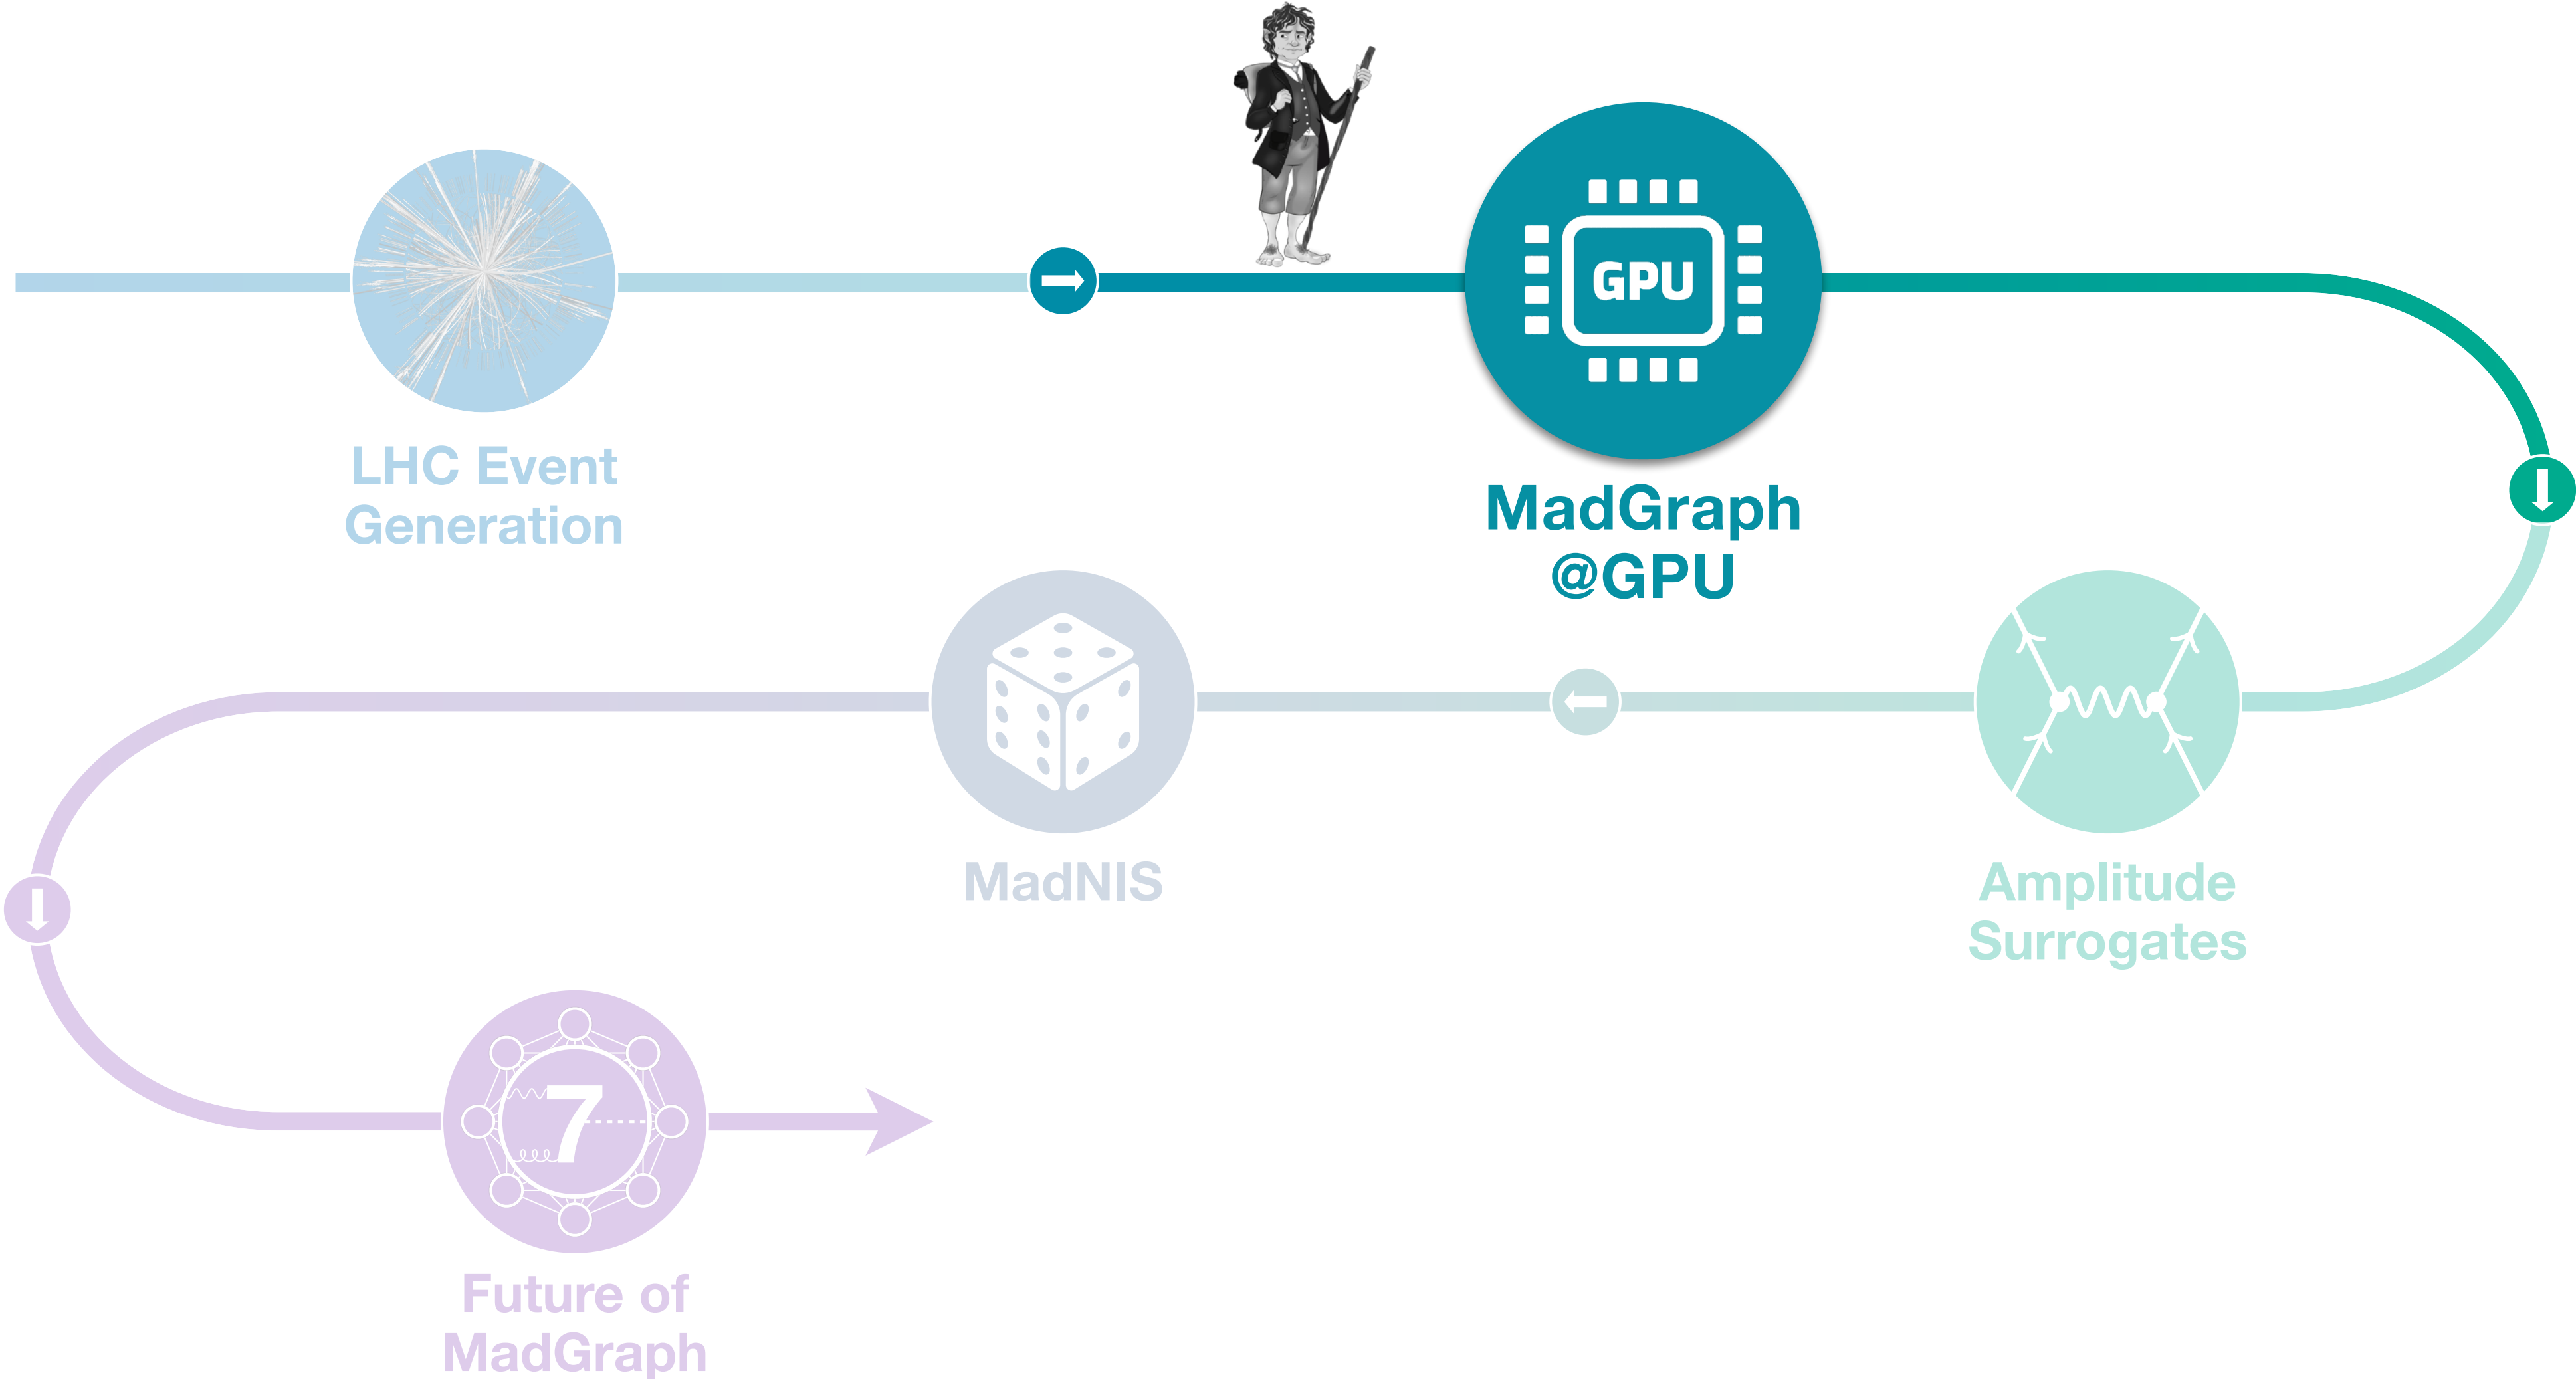 GPU
LHC Event
Generation
MadGraph
@GPU
MadNIS
Amplitude
Surrogates
7
Future of
MadGraph